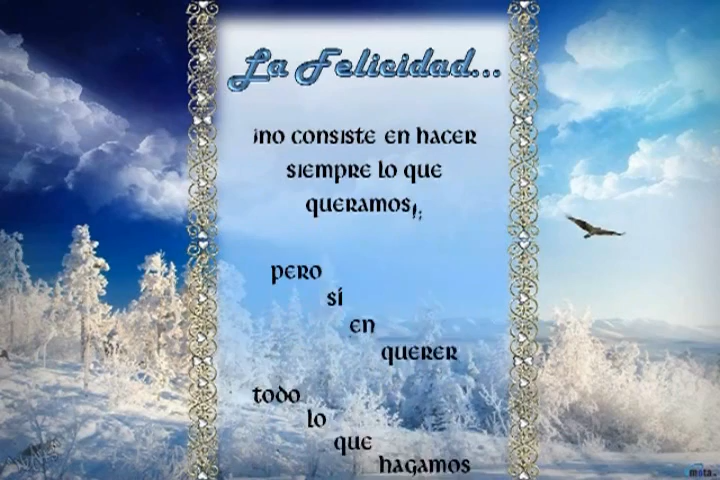 La Felicidad...
¡NO CONSISTE EN HACER
SIEMPRE LO QUE
QUERAMOS!;
PERO
SÍ
EN
QUERER
TODO
LO
QUE
HAGAMOS